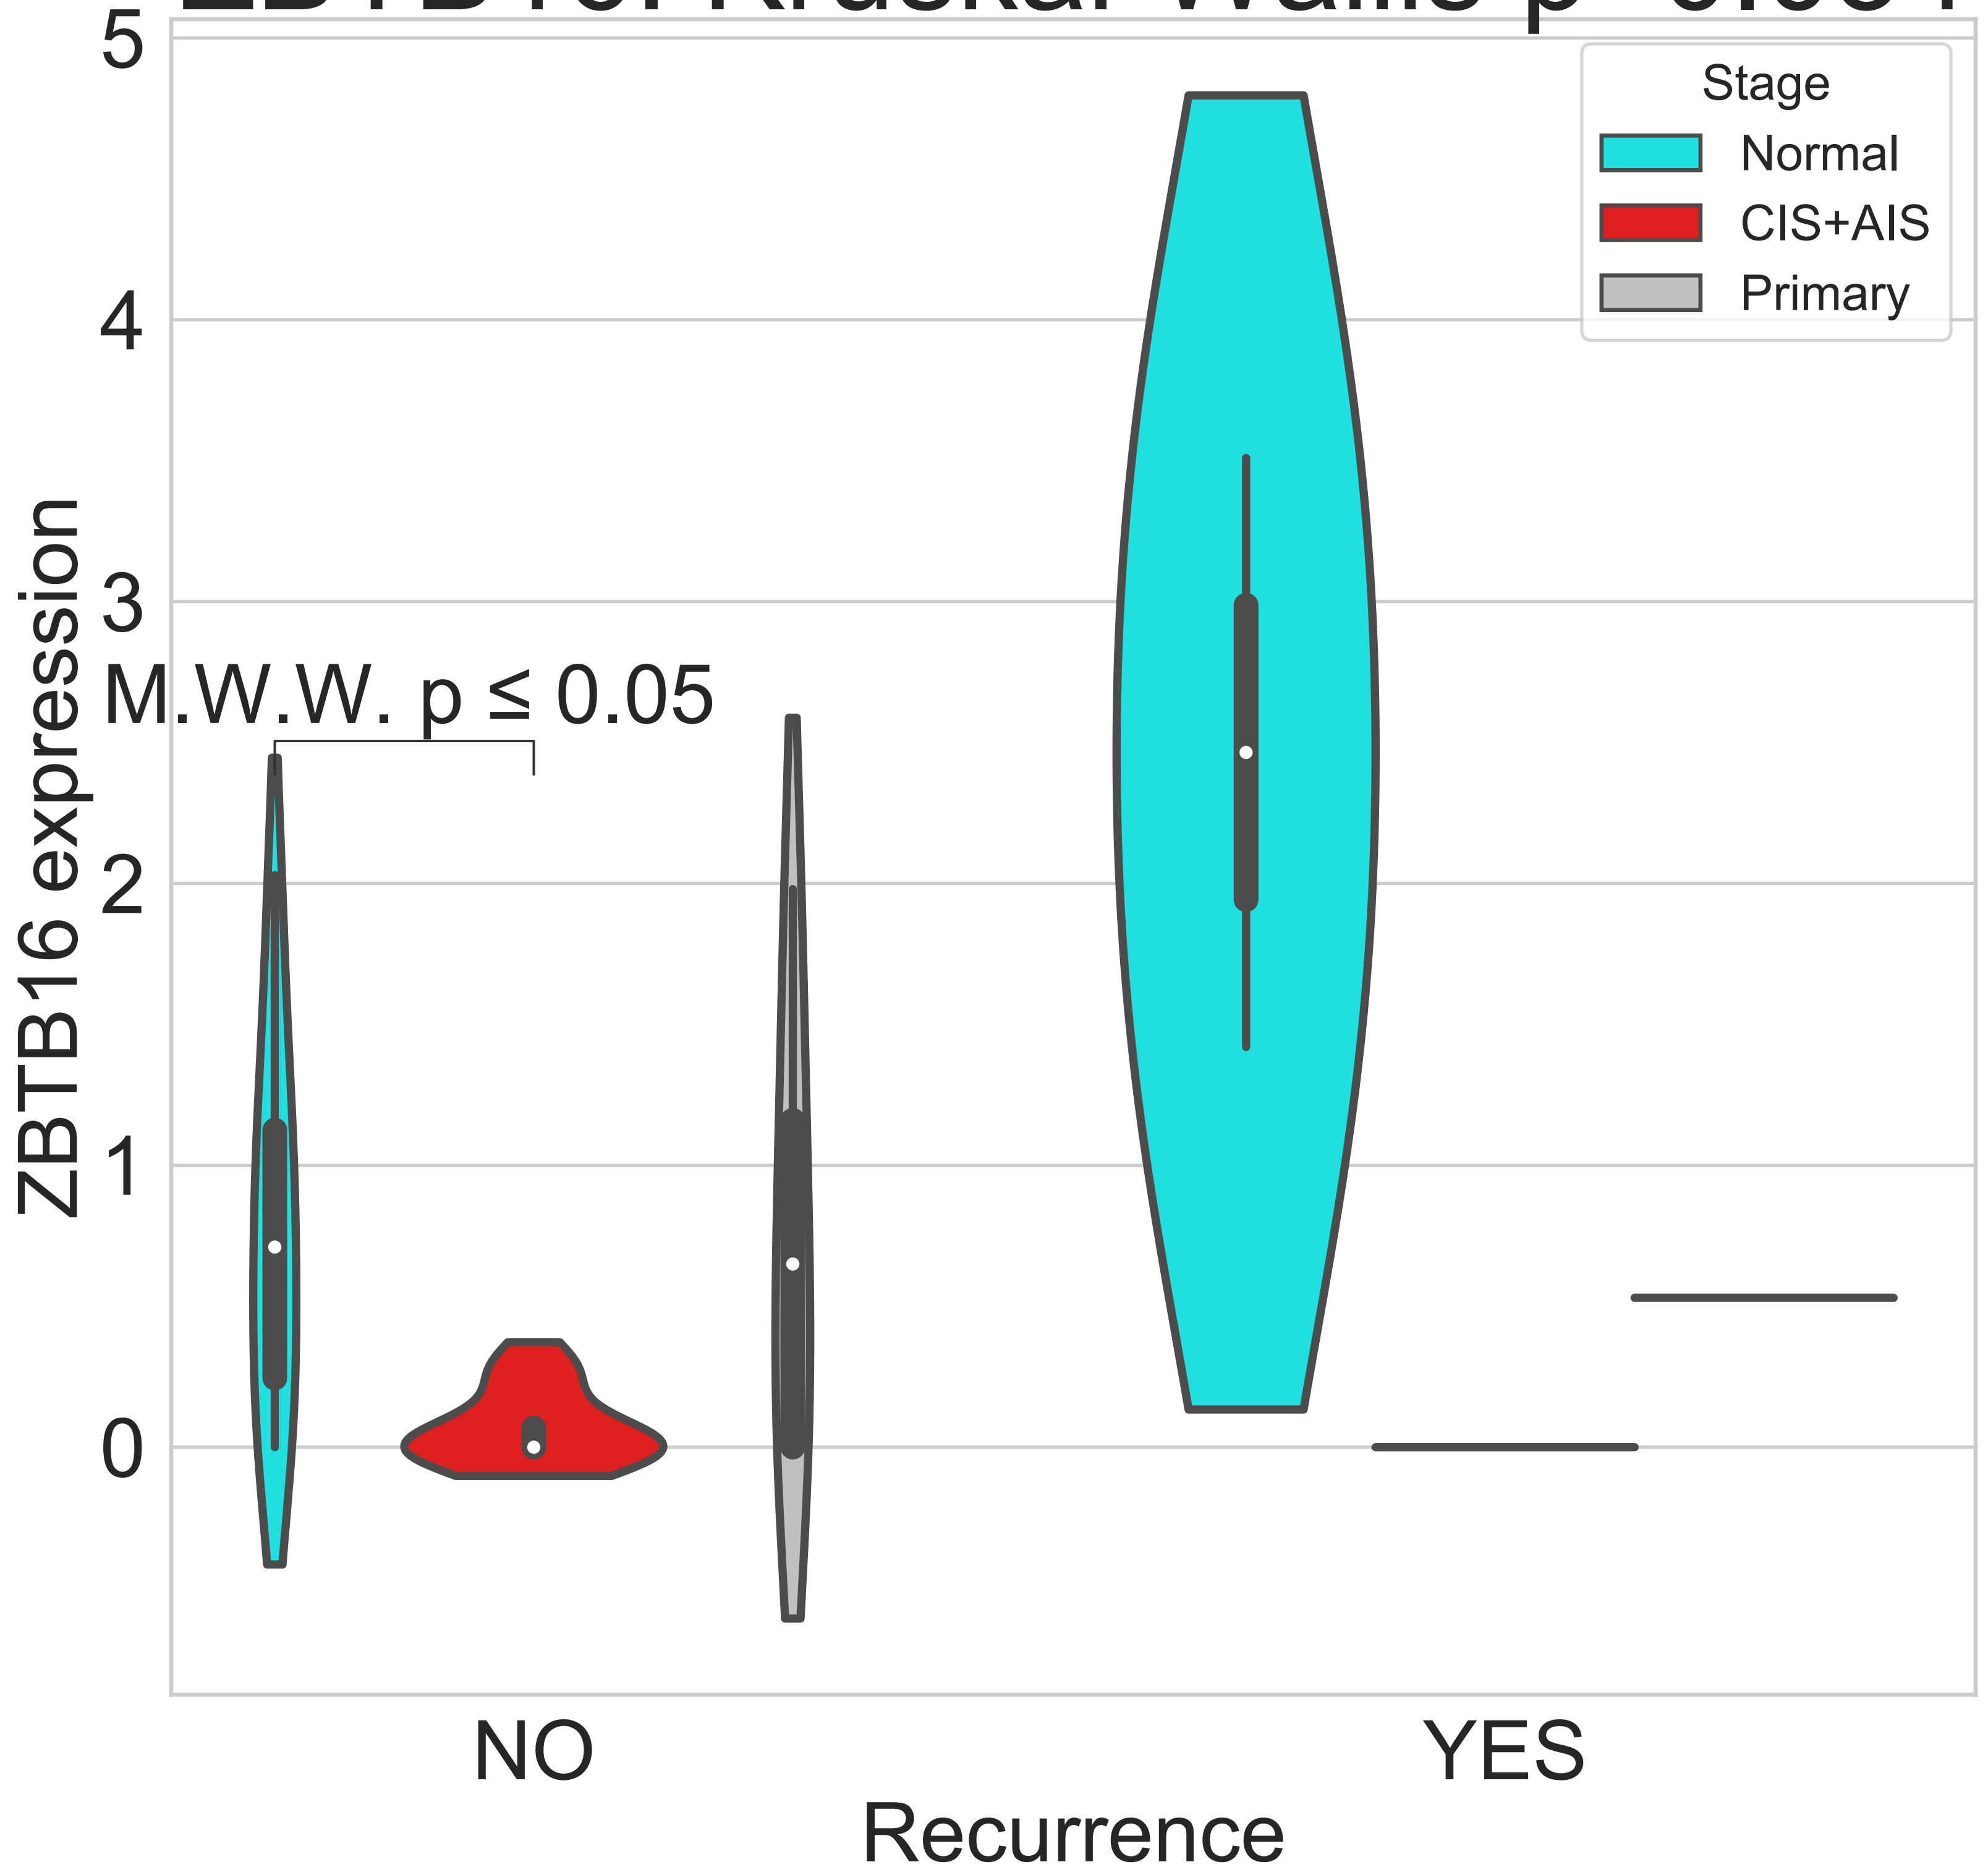 5
Stage
Normal
CIS+AIS
Primary
4
3
M.W.W. p ≤ 0.05
2
1
0
ZBTB16 expression
NO
YES
Recurrence